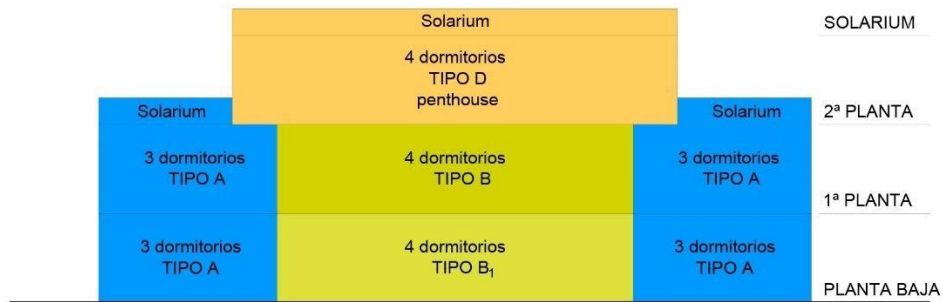 Solarium
SOLARIUM
4 dormitorios
TIPO D
penthouse
Solarium
Solarium
2ª PLANTA
3 dormitorios
TIPO A
4 dormitorios
TIPO B
3 dormitorios
TIPO A
1ª PLANTA
3 dormitorios
TIPO A
4 dormitorios
TIPO B₁
3 dormitorios
TIPO A
PLANTA BAJA